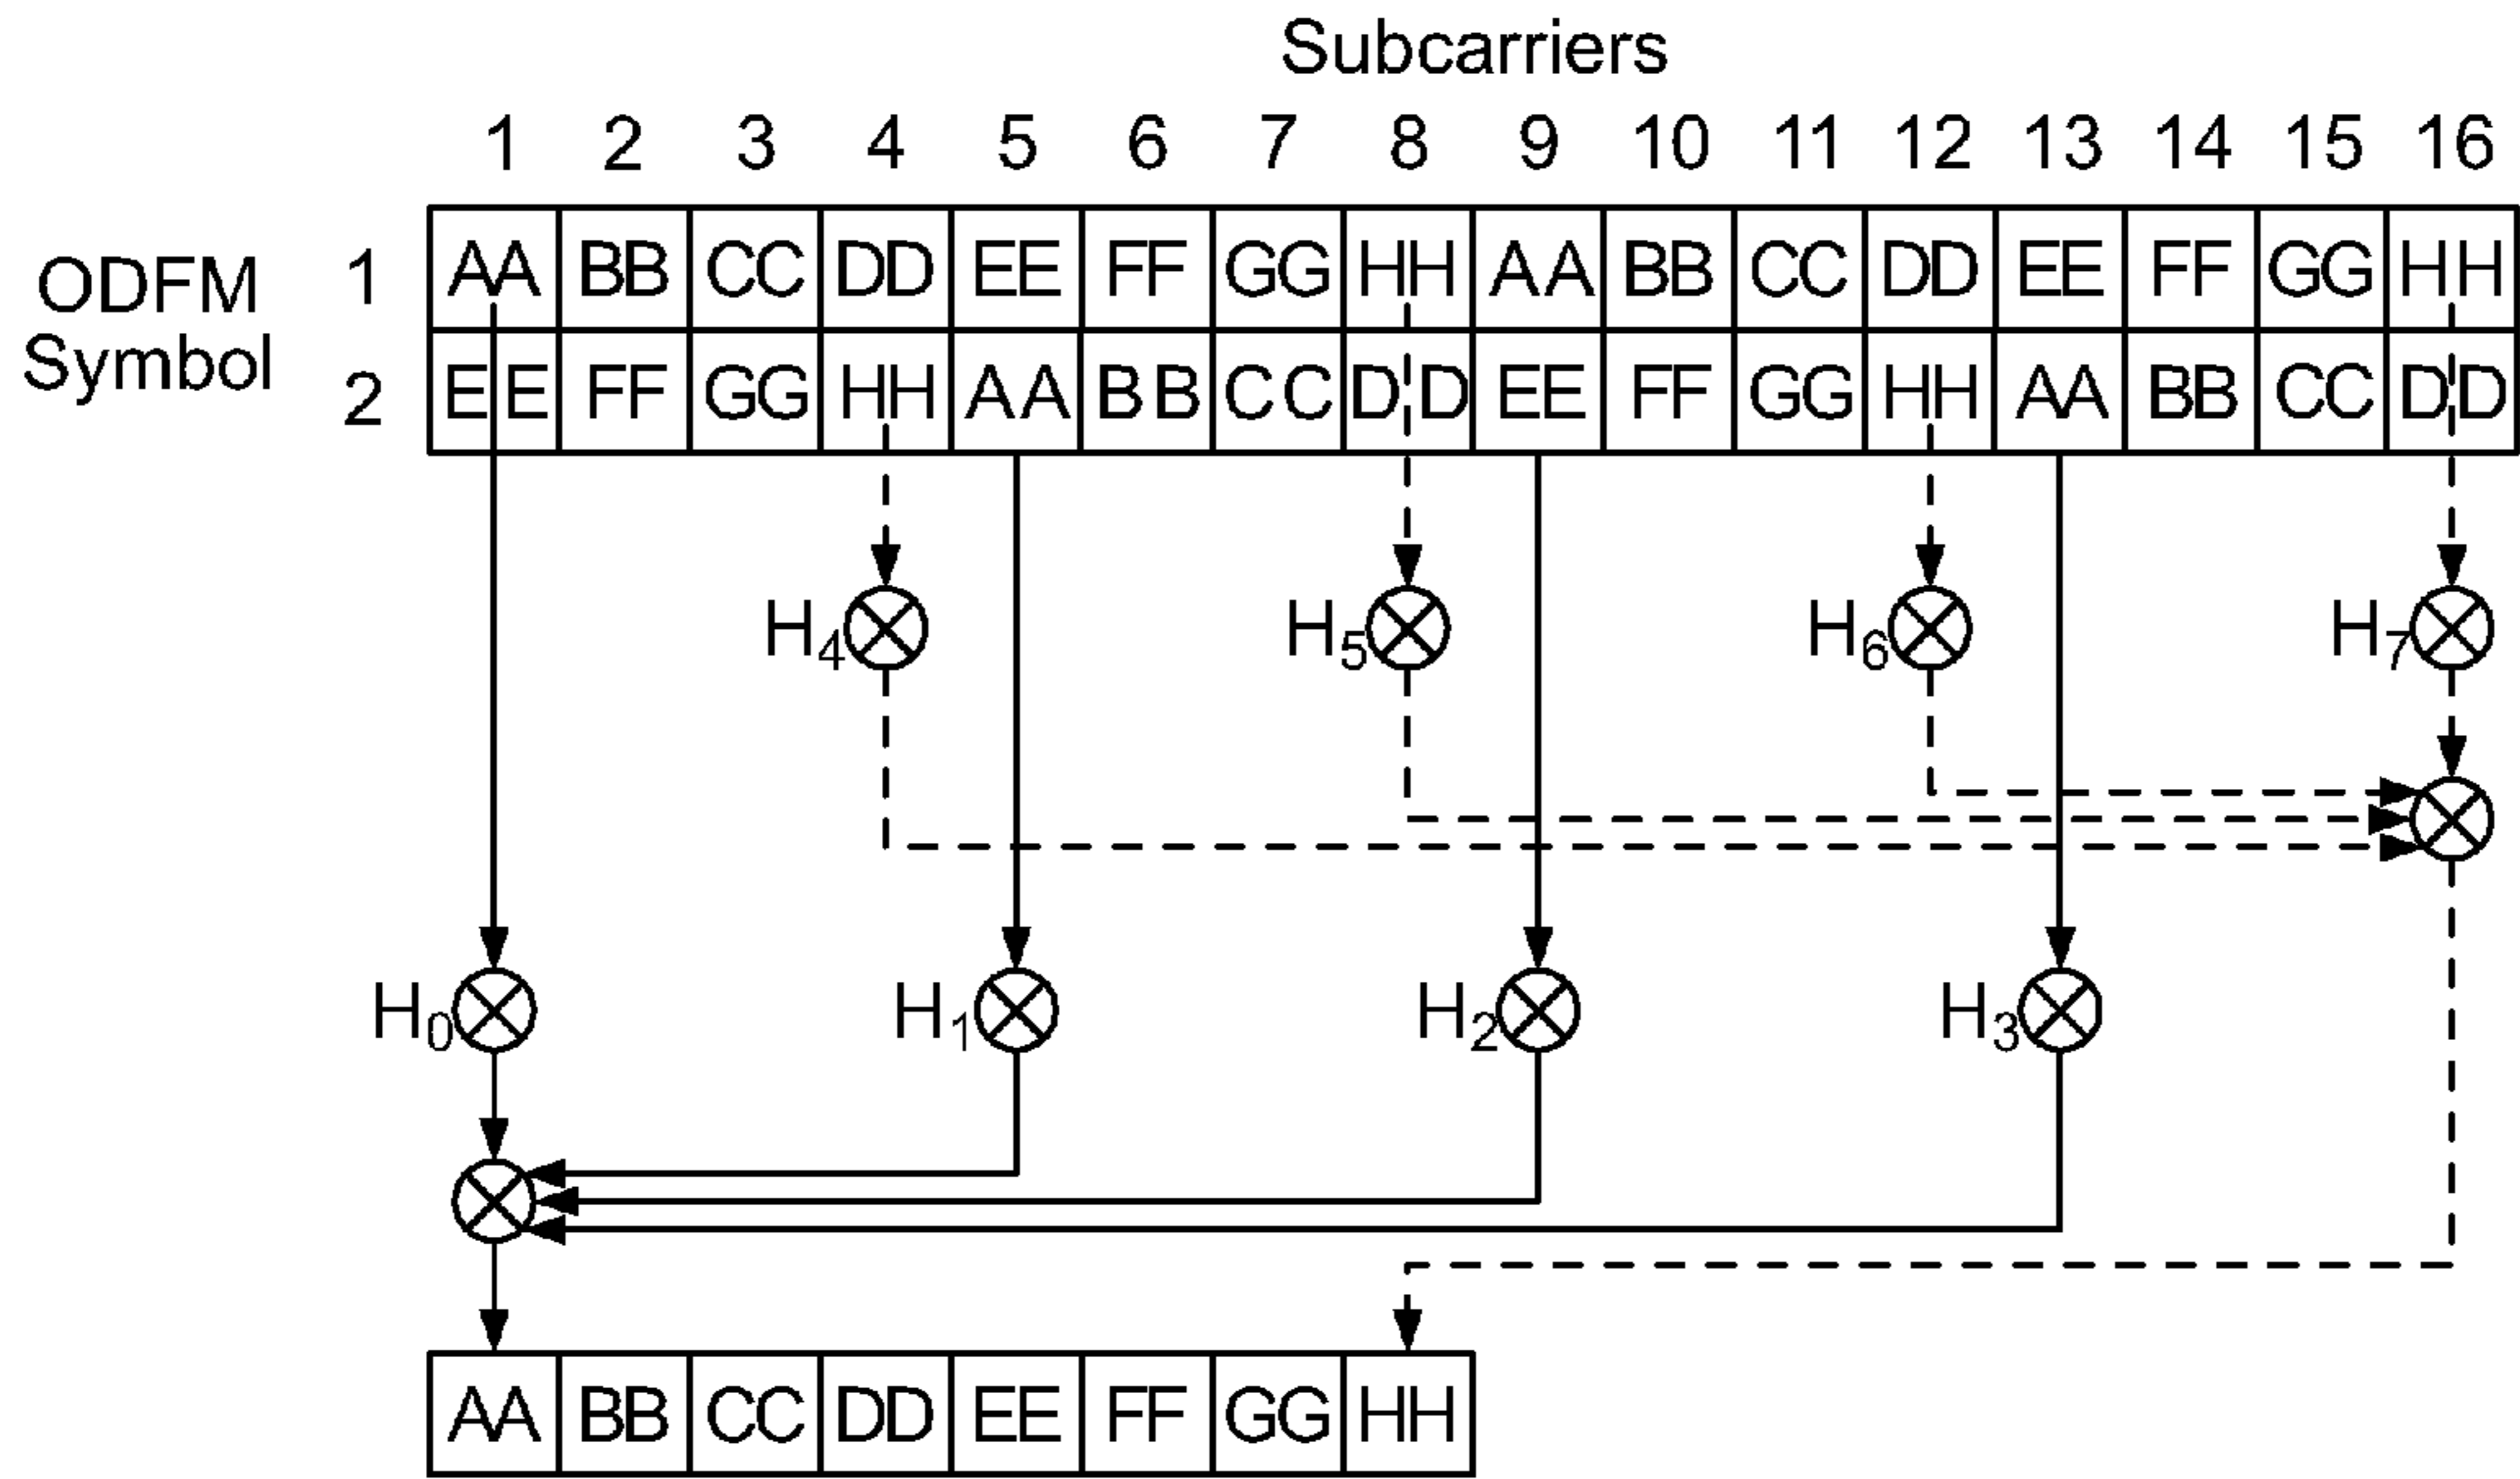 Subcarriers
1 2 3 4 5 6 7 8 9 10 11 12 13 14 15 16
ODFM Symbol
1 AA BB CC DD EE FF GG HH AA BB CC DD EE FF GG HH
2 EE FF GG HH AA BB CC DD EE FF GG HH AA BB CC DD
H4 H5 H6 H7
H0 H1 H2 H3
AA BB CC DD EE FF GG HH